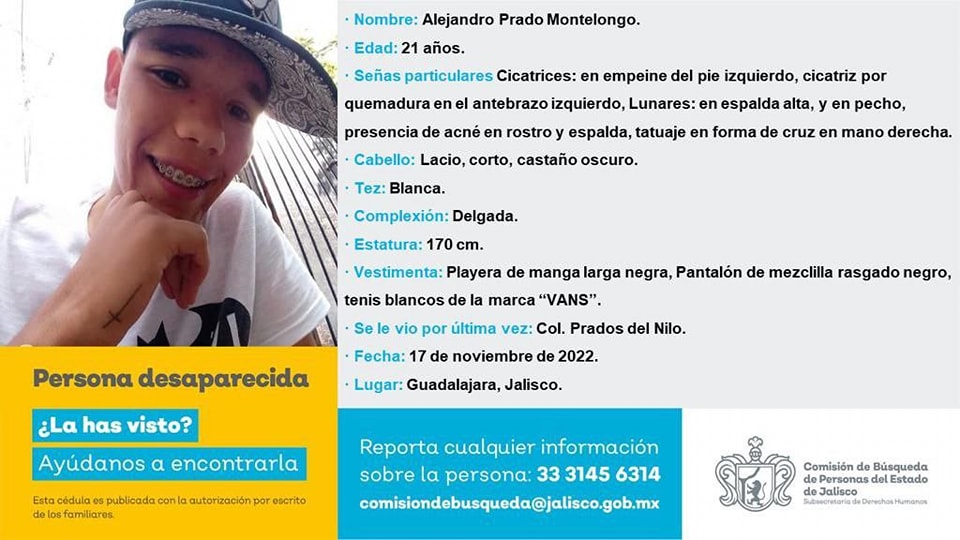 · Nombre: Alejandro Prado Montelongo.
· Edad: 21 años.
· Señas particulares Cicatrices: en empeine del pie izquierdo, cicatriz por
quemadura en el antebrazo izquierdo, Lunares: en espalda alta, y en pecho,
presencia de acné en rostro y espalda, tatuaje en forma de cruz en mano derecha.
· Cabello: Lacio, corto, castaño oscuro.
· Tez: Blanca.
· Complexión: Delgada.
· Estatura: 170 cm.
· Vestimenta: Playera de manga larga negra, Pantalón de mezclilla rasgado negro,
tenis blancos de la marca “VANS”.
· Se le vio por última vez: Col. Prados del Nilo.
· Fecha: 17 de noviembre de 2022.
· Lugar: Guadalajara, Jalisco.
Persona desaparecida
¿La has visto?
Ayúdanos a encontrarla
Esta cédula es publicada con la autorización por escrito
de los familiares.
Reporta cualquier información
sobre la persona: 33 3145 6314
comisiondebusqueda@jalisco.gob.mx
Comisión de Búsqueda
de Personas del Estado
de Jalisco
Subsecretaría de Derechos Humanos